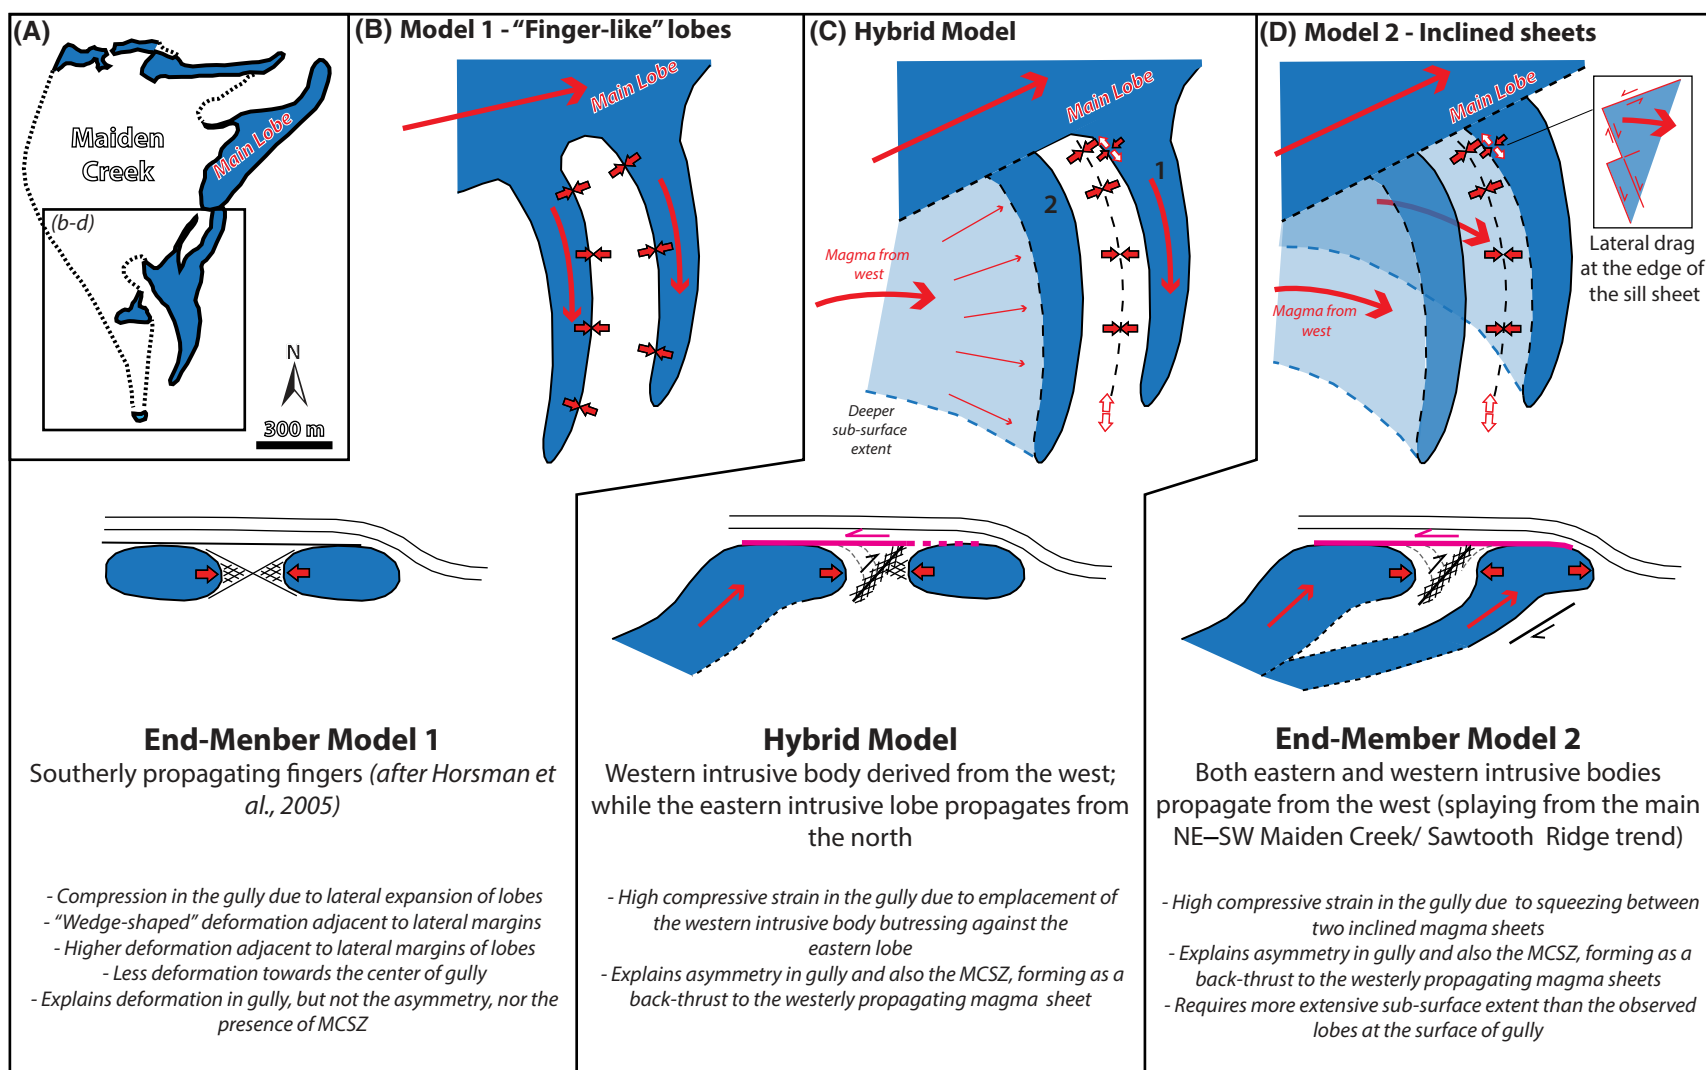 (A)
Maiden
Creek
Main Lobe
(b-d)
N
300 m
(B) Model 1 - “Finger-like” lobes
Main Lobe
(C) Hybrid Model
Main Lobe
1
2
Magma from
west
Deeper
sub-surface
extent
(D) Model 2 - Inclined sheets
Main Lobe
Magma from
west
Lateral drag
at the edge of
the sill sheet
End-Menber Model 1
Southerly propagating fingers (after Horsman et
al., 2005)
- Compression in the gully due to lateral expansion of lobes
- “Wedge-shaped” deformation adjacent to lateral margins
- Higher deformation adjacent to lateral margins of lobes
- Less deformation towards the center of gully
- Explains deformation in gully, but not the asymmetry, nor the
presence of MCSZ
Hybrid Model
Western intrusive body derived from the west;
while the eastern intrusive lobe propagates from
the north
- High compressive strain in the gully due to emplacement of
the western intrusive body butressing against the
eastern lobe
- Explains asymmetry in gully and also the MCSZ, forming as a
back-thrust to the westerly propagating magma sheet
End-Member Model 2
Both eastern and western intrusive bodies
propagate from the west (splaying from the main
NE–SW Maiden Creek/ Sawtooth Ridge trend)
- High compressive strain in the gully due to squeezing between
two inclined magma sheets
- Explains asymmetry in gully and also the MCSZ, forming as a
back-thrust to the westerly propagating magma sheets
- Requires more extensive sub-surface extent than the observed
lobes at the surface of gully